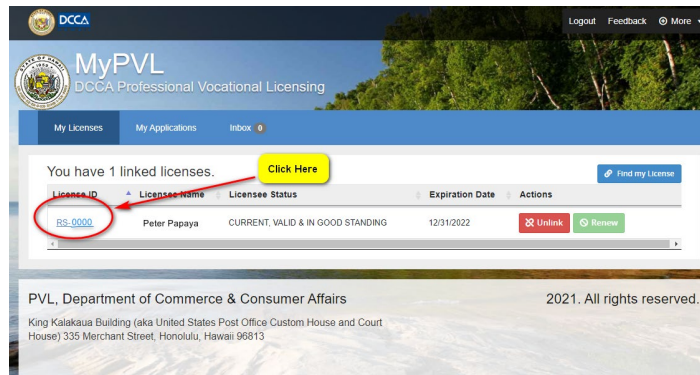 DCCA
Logout Feedback More
MyPVL
DCCA Professional Vocational Licensing
My Licenses My Applications Inbox 0
You have 1 linked licenses.
Click Here
Find my License
License ID Licensee Name Licensee Status Expiration Date Actions
RS-0000 Peter Papaya CURRENT, VALID & IN GOOD STANDING 12/31/2022 Unlink Renew
PVL, Department of Commerce & Consumer Affairs
2021. All rights reserved.
King Kalakaua Building (aka United States Post Office Custom House and Court
House) 335 Merchant Street, Honolulu, Hawaii 96813